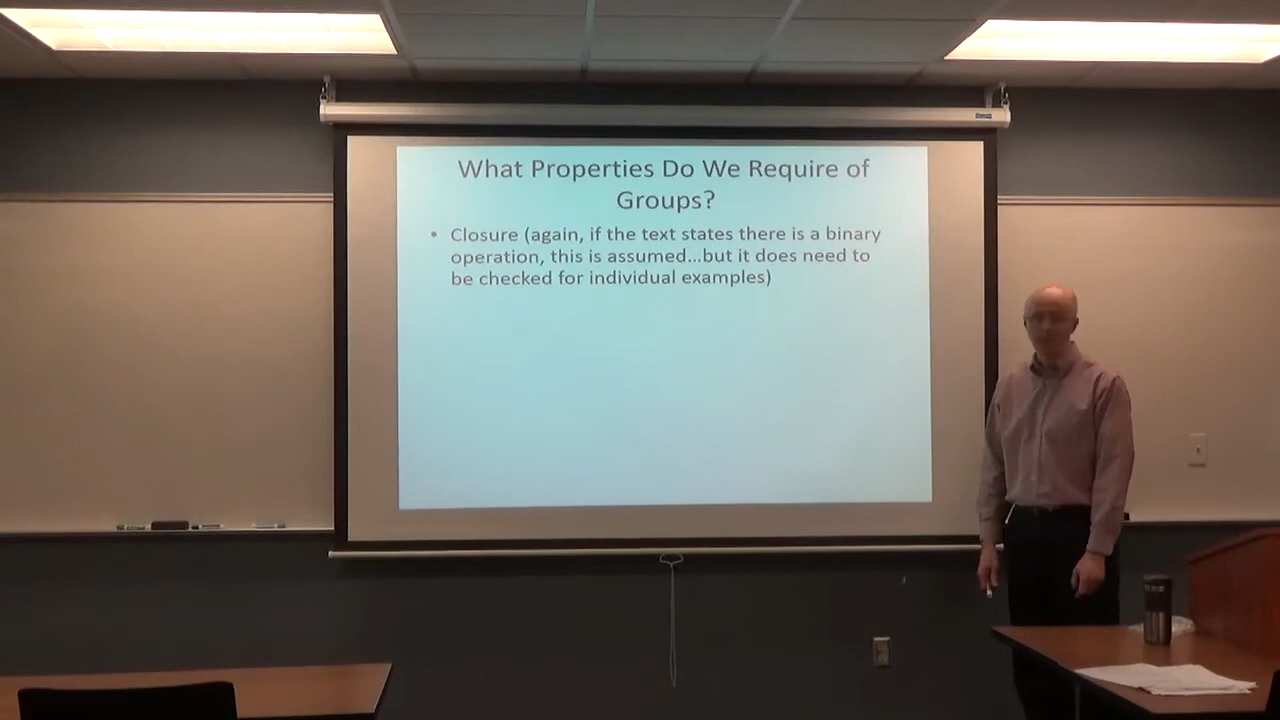 What Properties Do We Require of
Groups?
• Closure (again, if the text states there is a binary
operation, this is assumed...but it does need to
be checked for individual examples)